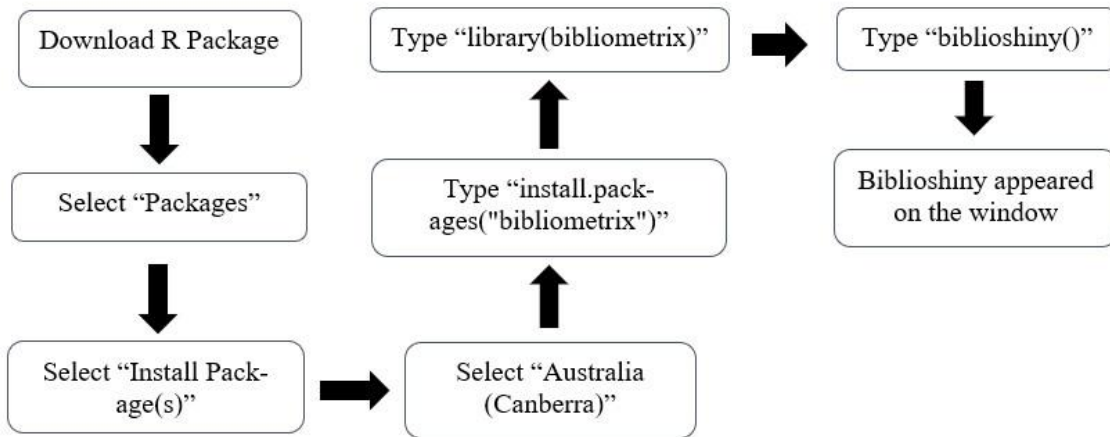 Download R Package
Select “Packages”
Select “Install Pack-
age(s)”
Select “Australia
(Canberra)”
Type “install.pack-
ages("bibliometrix")”
Type “library(bibliometrix)”
Type “biblioshiny()”
Biblioshiny appeared
on the window